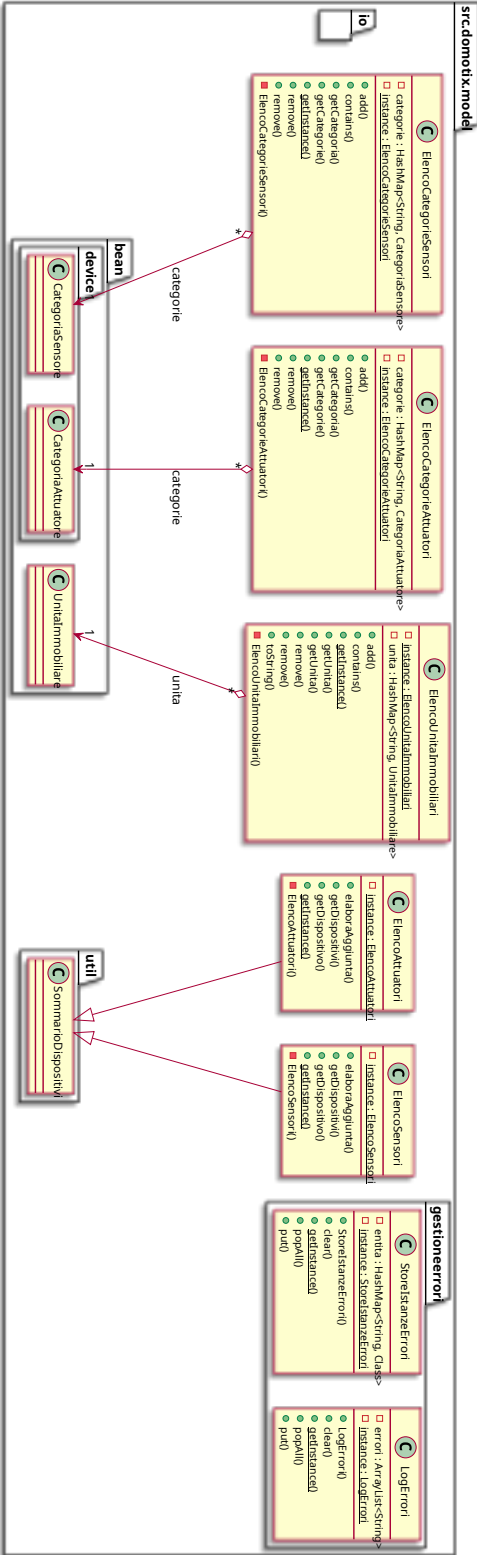 src.domotix.model
io
C ElencoCategorieSensori
categorie : HashMap<String, CategoriaSensore>
instance : ElencoCategorieSensori
add()
contains()
getCategoria()
getCategorie()
getInstance()
remove()
remove()
ElencoCategorieSensori()
C ElencoCategorieAttuatori
categorie : HashMap<String, CategoriaAttuatore>
instance : ElencoCategorieAttuatori
add()
contains()
getCategoria()
getCategorie()
getInstance()
remove()
remove()
ElencoCategorieAttuatori()
C ElencoUnitaImmobiliari
instance : ElencoUnitaImmobiliari
unita : HashMap<String, UnitaImmobiliare>
add()
contains()
getInstance()
getUnita()
getUnita()
remove()
remove()
toString()
ElencoUnitaImmobiliari()
C ElencoAttuatori
instance : ElencoAttuatori
elaboraAggiunta()
getDispositivi()
getDispositivo()
getInstance()
ElencoAttuatori()
C ElencoSensori
instance : ElencoSensori
elaboraAggiunta()
getDispositivi()
getDispositivo()
getInstance()
ElencoSensori()
gestioneerrori
C StoreIstanzeErrori
entita : HashMap<String, Class>
instance : StoreIstanzeErrori
StoreIstanzeErrori()
clear()
getInstance()
popAll()
put()
C LogErrori
errori : ArrayList<String>
instance : LogErrori
LogErrori()
clear()
getInstance()
popAll()
put()
*
*
*
categorie
categorie
unita
1
1
1
bean
device
C CategoriaSensore
C CategoriaAttuatore
C UnitaImmobiliare
util
C SommarioDispositivi